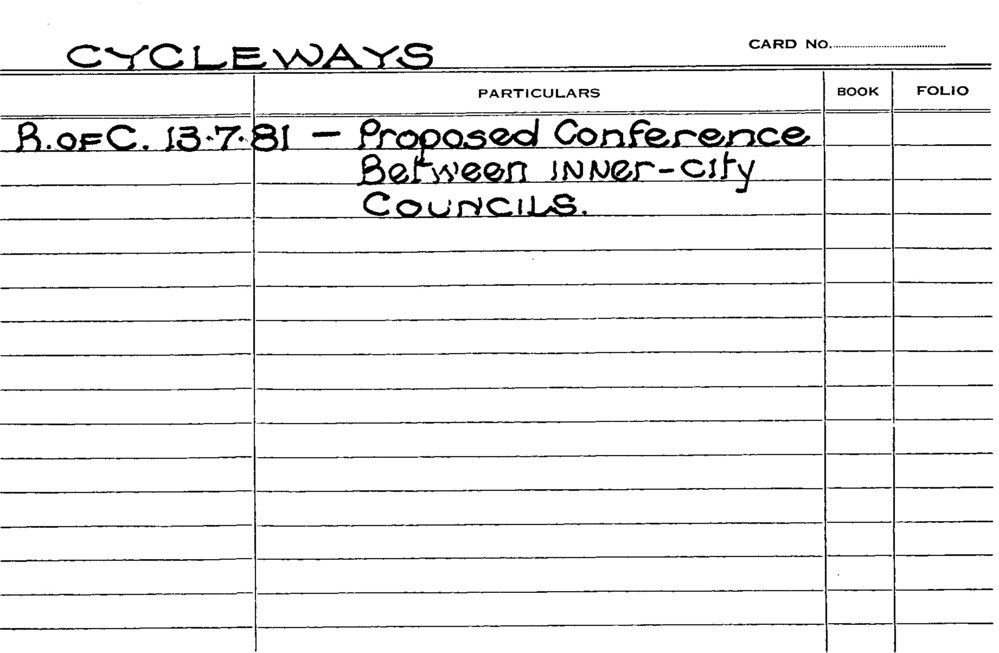 CYCLEWAYS
CARD NO.
PARTICULARS BOOK FOLIO
R.OFC. 13.7.81 — Proposed Conference
Between INNer-CITy
COUNCILS.